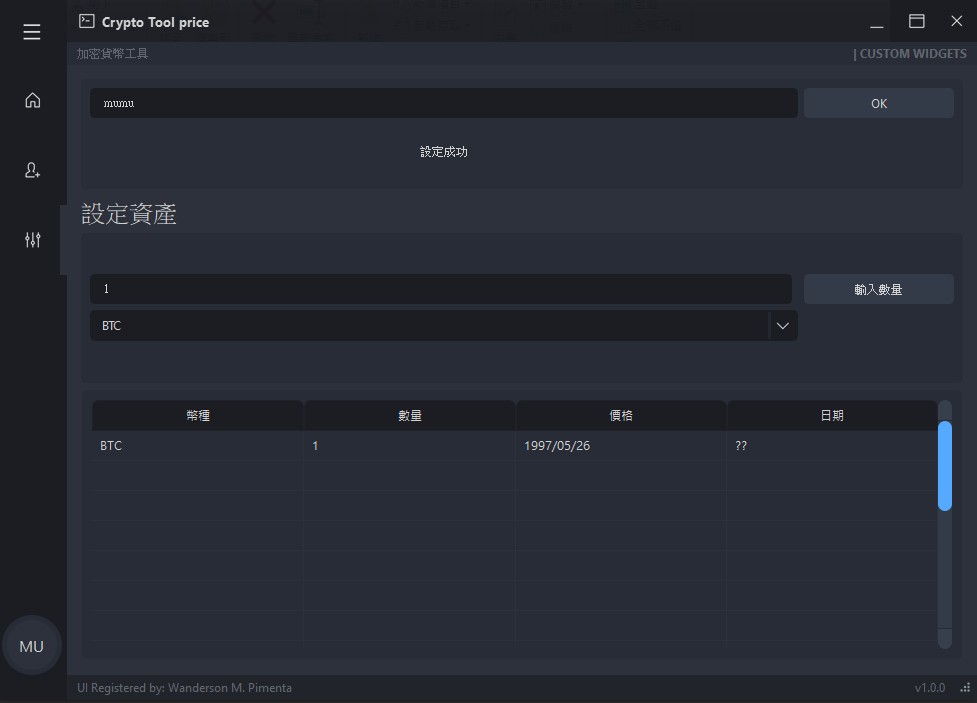 Crypto Tool price
加密貨幣工具
| CUSTOM WIDGETS
mumu
OK
設定成功
設定資產
1
輸入數量
BTC
幣種 數量 價格 日期
BTC 1 1997/05/26 ??
MU
UI Registered by: Wanderson M. Pimenta
v1.0.0